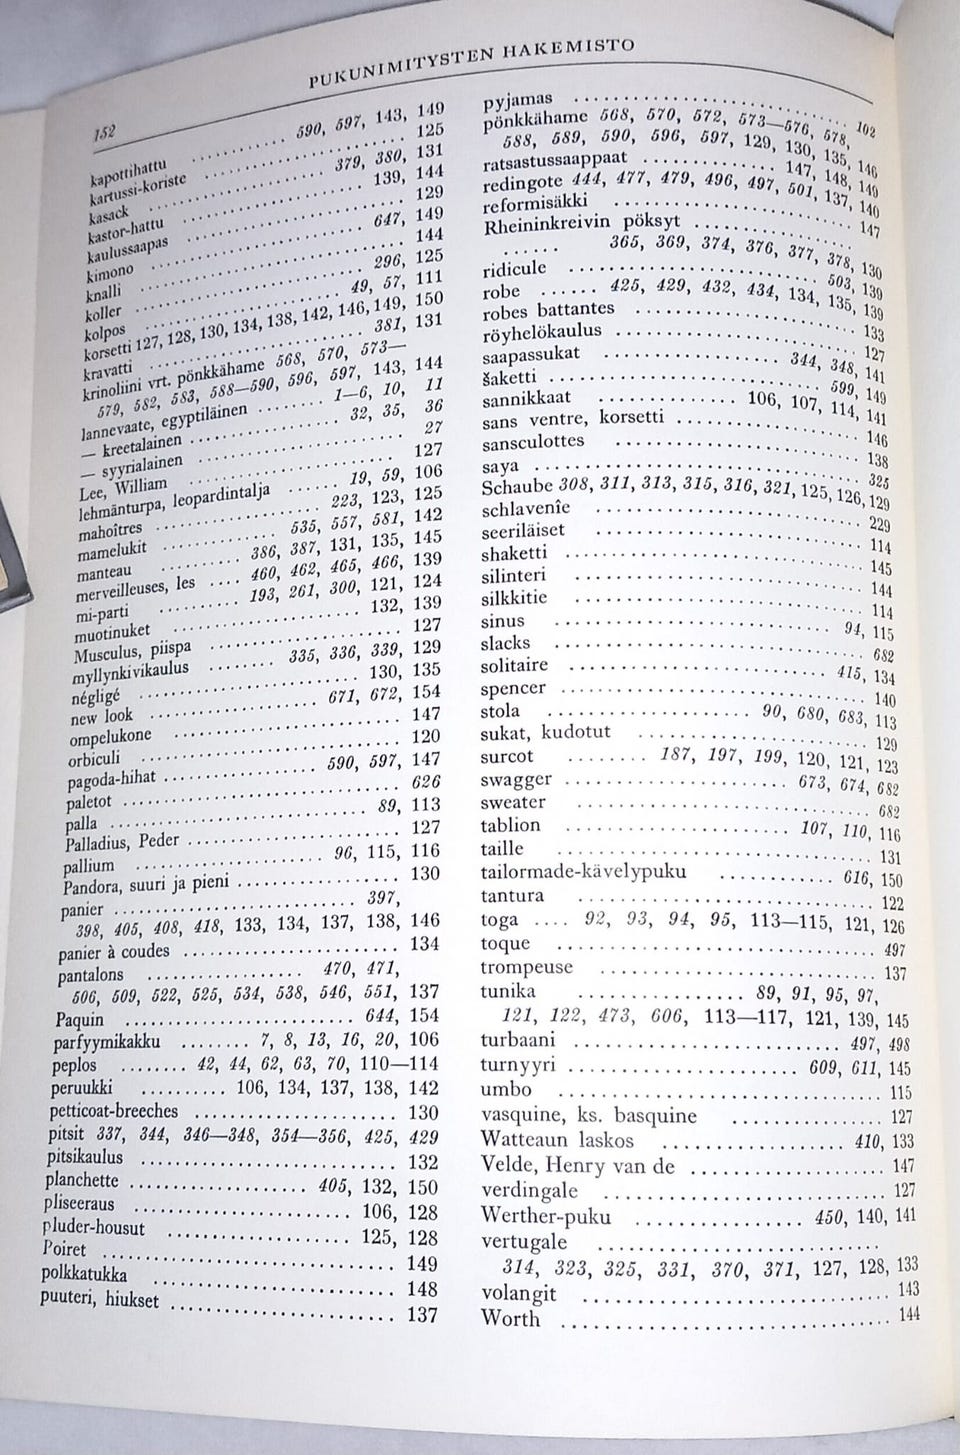 PUKUNIMITYSTEN HAKEMISTO
152
kapottihattu ........... 590, 597, 143, 149
kartussi-koriste .................... 125
kasack .................... 379, 380, 131
kastor-hattu .................... 139, 144
kaulussaapas .................... 129
kimono .................... 647, 149
knalli .................... 144
koller .................... 296, 125
kolpos .................... 49, 57, 111
korsetti 127, 128, 130, 134, 138, 142, 146, 149, 150
kravatti .................... 381, 131
krinoliini vrt. pönkkähame 568, 570, 573—
579, 582, 583, 588—590, 596, 597, 143, 144
lannevaate, egyptiläinen ........ 1—6, 10, 11
— kreetalainen .................... 32, 35, 36
— syyrialainen .................... 27
Lee, William .................... 127
lehmänturpa, leopardintalja ...... 19, 59, 106
mahoîtres .................... 223, 123, 125
mamelukit ........... 535, 557, 581, 142
manteau ........ 386, 387, 131, 135, 145
merveilleuses, les .... 460, 462, 465, 466, 139
mi-parti .......... 193, 261, 300, 121, 124
muotinuket .................... 132, 139
Musculus, piispa .................... 127
myllynkivikaulus ........ 335, 336, 339, 129
négligé .................... 130, 135
new look .................... 671, 672, 154
ompelukone .................... 147
orbiculi .................... 120
pagoda-hihat ................ 590, 597, 147
paletot .................... 626
palla .................... 89, 113
Palladius, Peder .................... 127
pallium .................... 96, 115, 116
Pandora, suuri ja pieni .................. 130
panier .................... 397,
398, 405, 408, 418, 133, 134, 137, 138, 146
panier à coudes .................... 134
pantalons .................. 470, 471,
506, 509, 522, 525, 534, 538, 546, 551, 137
Paquin .................... 644, 154
parfyymikakku ........ 7, 8, 13, 16, 20, 106
peplos ........ 42, 44, 62, 63, 70, 110—114
peruukki .......... 106, 134, 137, 138, 142
petticoat-breeches .................... 130
pitsit 337, 344, 346—348, 354—356, 425, 429
pitsikaulus .................... 132
planchette .................... 405, 132, 150
pliseeraus .................... 106, 128
pluder-housut .................... 125, 128
Poiret .................... 149
polkkatukka .................... 148
puuteri, hiukset .................... 137
pyjamas .................... 102
pönkkähame 568, 570, 572, 573—576, 578,
588, 589, 590, 596, 597, 129, 130, 135, 146
ratsastussaappaat ............. 147, 148, 149
redingote 444, 477, 479, 496, 497, 501, 137, 140
reformisäkki .................... 147
Rheininkreivin pöksyt ....................
...... 365, 369, 374, 376, 377, 378, 130
ridicule .................... 503, 139
robe ...... 425, 429, 432, 434, 134, 135, 139
robes battantes .................... 133
röyhelökaulus .................... 127
saapassukat .................... 344, 348, 141
šaketti .................... 599, 149
sannikkaat .............. 106, 107, 114, 141
sans ventre, korsetti .................... 146
sansculottes .................... 138
saya .................... 325
Schaube 308, 311, 313, 315, 316, 321, 125, 126, 129
schlavenîe .................... 229
seeriläiset .................... 114
shaketti .................... 145
silinteri .................... 144
silkkitie .................... 114
sinus .................... 94, 115
slacks .................... 682
solitaire .................... 415, 134
spencer .................... 140
stola .................... 90, 680, 683, 113
sukat, kudotut .................... 129
surcot ........ 187, 197, 199, 120, 121, 123
swagger .................... 673, 674, 682
sweater .................... 682
tablion .................... 107, 110, 116
taille .................... 131
tailormade-kävelypuku ............ 616, 150
tantura .................... 122
toga .... 92, 93, 94, 95, 113—115, 121, 126
toque .................... 497
trompeuse .................... 137
tunika ................ 89, 91, 95, 97,
121, 122, 473, 606, 113—117, 121, 139, 145
turbaani .................... 497, 498
turnyyri .................... 609, 611, 145
umbo .................... 115
vasquine, ks. basquine .............. 127
Watteaun laskos .................... 410, 133
Velde, Henry van de .................... 147
verdingale .................... 127
Werther-puku ................ 450, 140, 141
vertugale ....................
314, 323, 325, 331, 370, 371, 127, 128, 133
volangit .................... 143
Worth .................... 144